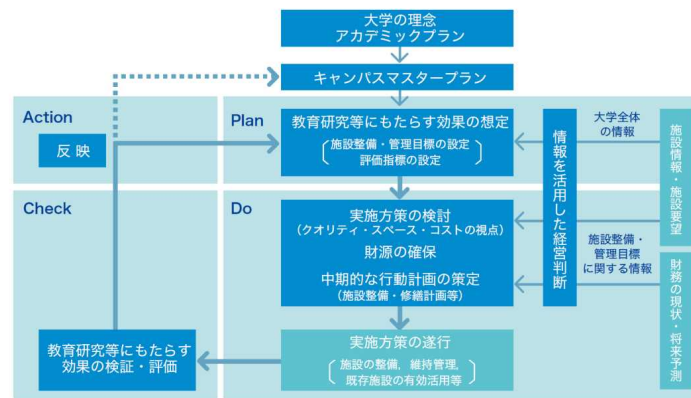 大学の理念
アカデミックプラン
キャンパスマスタープラン
Action
反映
Plan
教育研究等にもたらす効果の想定
施設整備・管理目標の設定
評価指標の設定
大学全体
の情報
情報を活用した経営判断
施設情報・施設要望
Check
教育研究等にもたらす
効果の検証・評価
Do
実施方策の検討
(クオリティ・スペース・コストの視点)
財源の確保
中期的な行動計画の策定
(施設整備・修繕計画等)
施設整備・
管理目標
に関する情報
財務の現状・将来予測
実施方策の遂行
施設の整備，維持管理，
既存施設の有効活用等